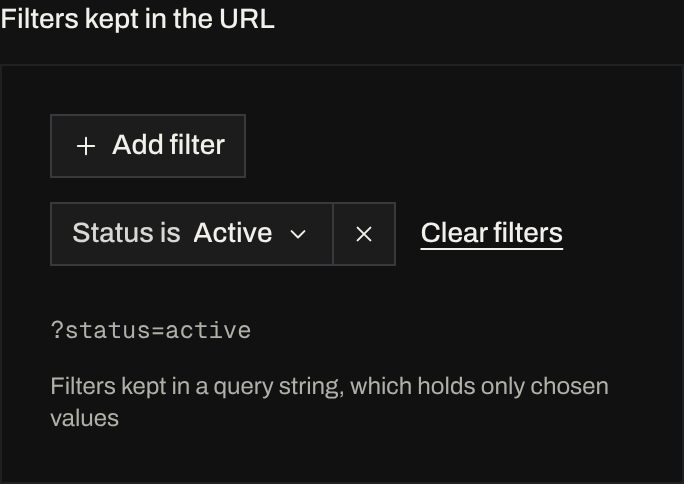 Filters kept in the URL
Add filter
Status is Active
Clear filters
?status=active
Filters kept in a query string, which holds only chosen
values